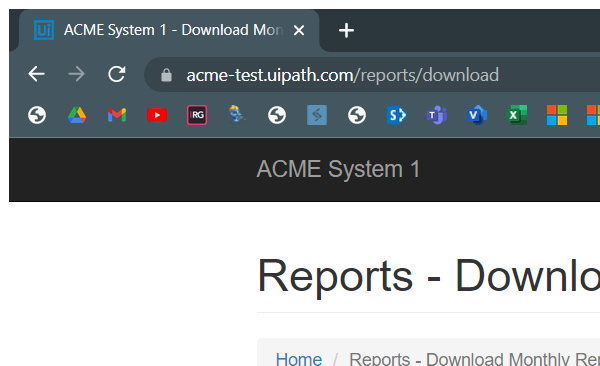 Ui ACME System 1 - Download Mon
acme-test.uipath.com/reports/download
RG
ACME System 1
Reports - Downlo
Home / Reports - Download Monthly Rep